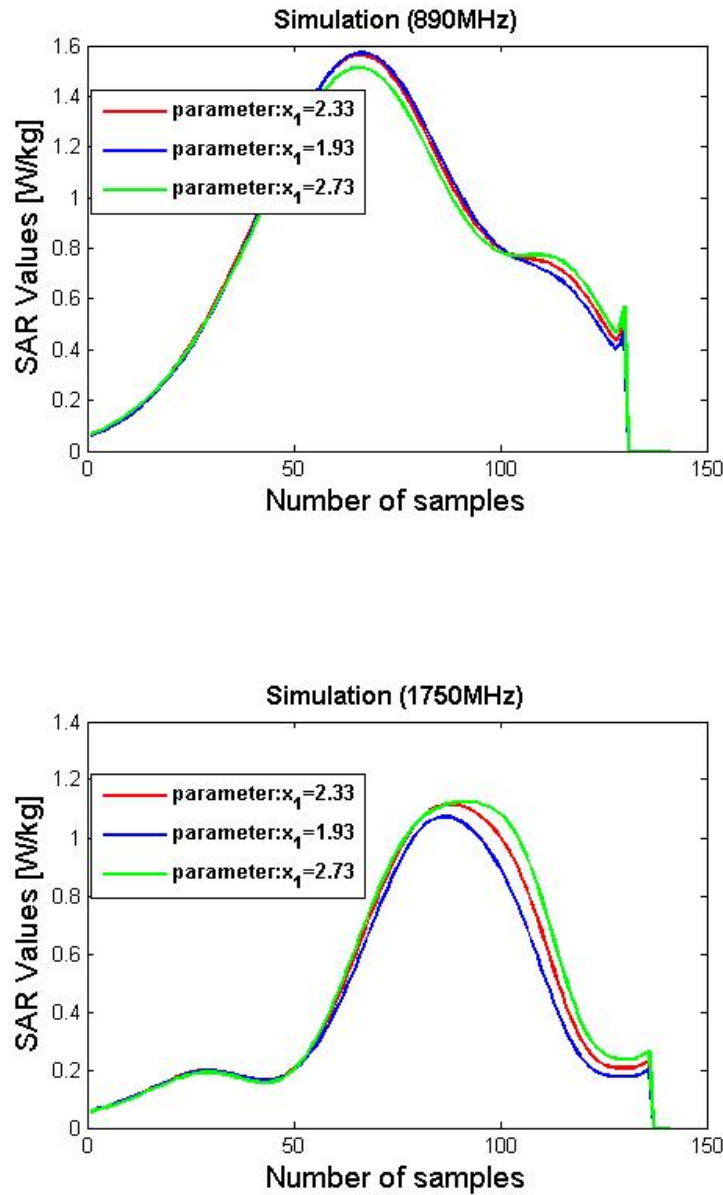 Simulation (890MHz)
1.6
1.4
1.2
1
0.8
0.6
0.4
0.2
0
SAR Values [W/kg]
parameter:x₁=2.33
parameter:x₁=1.93
parameter:x₁=2.73
0 50 100 150
Number of samples
Simulation (1750MHz)
1.4
1.2
1
0.8
0.6
0.4
0.2
0
SAR Values [W/kg]
parameter:x₁=2.33
parameter:x₁=1.93
parameter:x₁=2.73
0 50 100 150
Number of samples